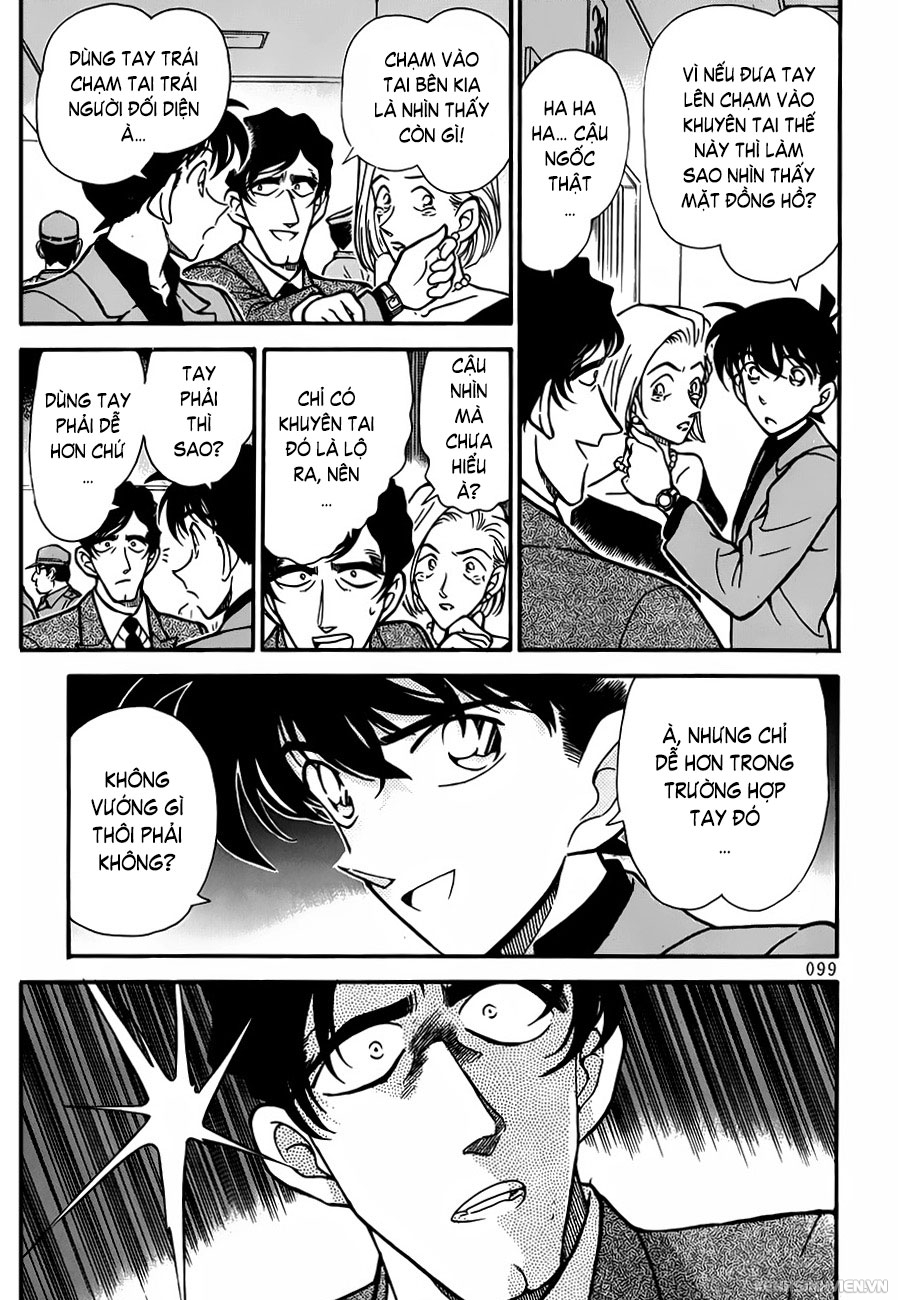 VÌ NẾU ĐƯA TAY
LÊN CHẠM VÀO
KHUYÊN TAI THẾ
NÀY THÌ LÀM
SAO NHÌN THẤY
MẶT ĐỒNG HỒ?
HA HA
HA... CẬU
NGỐC
THẬT
...
CHẠM VÀO
TAI BÊN KIA
LÀ NHÌN THẤY
CÒN GÌ!
DÙNG TAY TRÁI
CHẠM TAI TRÁI
NGƯỜI ĐỐI DIỆN
À...
CẬU
NHÌN
MÀ
CHƯA
HIỂU
À?
CHỈ CÓ
KHUYÊN TAI
ĐÓ LÀ LỘ
RA, NÊN
...
TAY
PHẢI
THÌ
SAO?
DÙNG TAY
PHẢI DỄ
HƠN CHỨ
...
À, NHƯNG CHỈ
DỄ HƠN TRONG
TRƯỜNG HỢP
TAY ĐÓ
...
KHÔNG
VƯỚNG GÌ
THÔI PHẢI
KHÔNG?
099